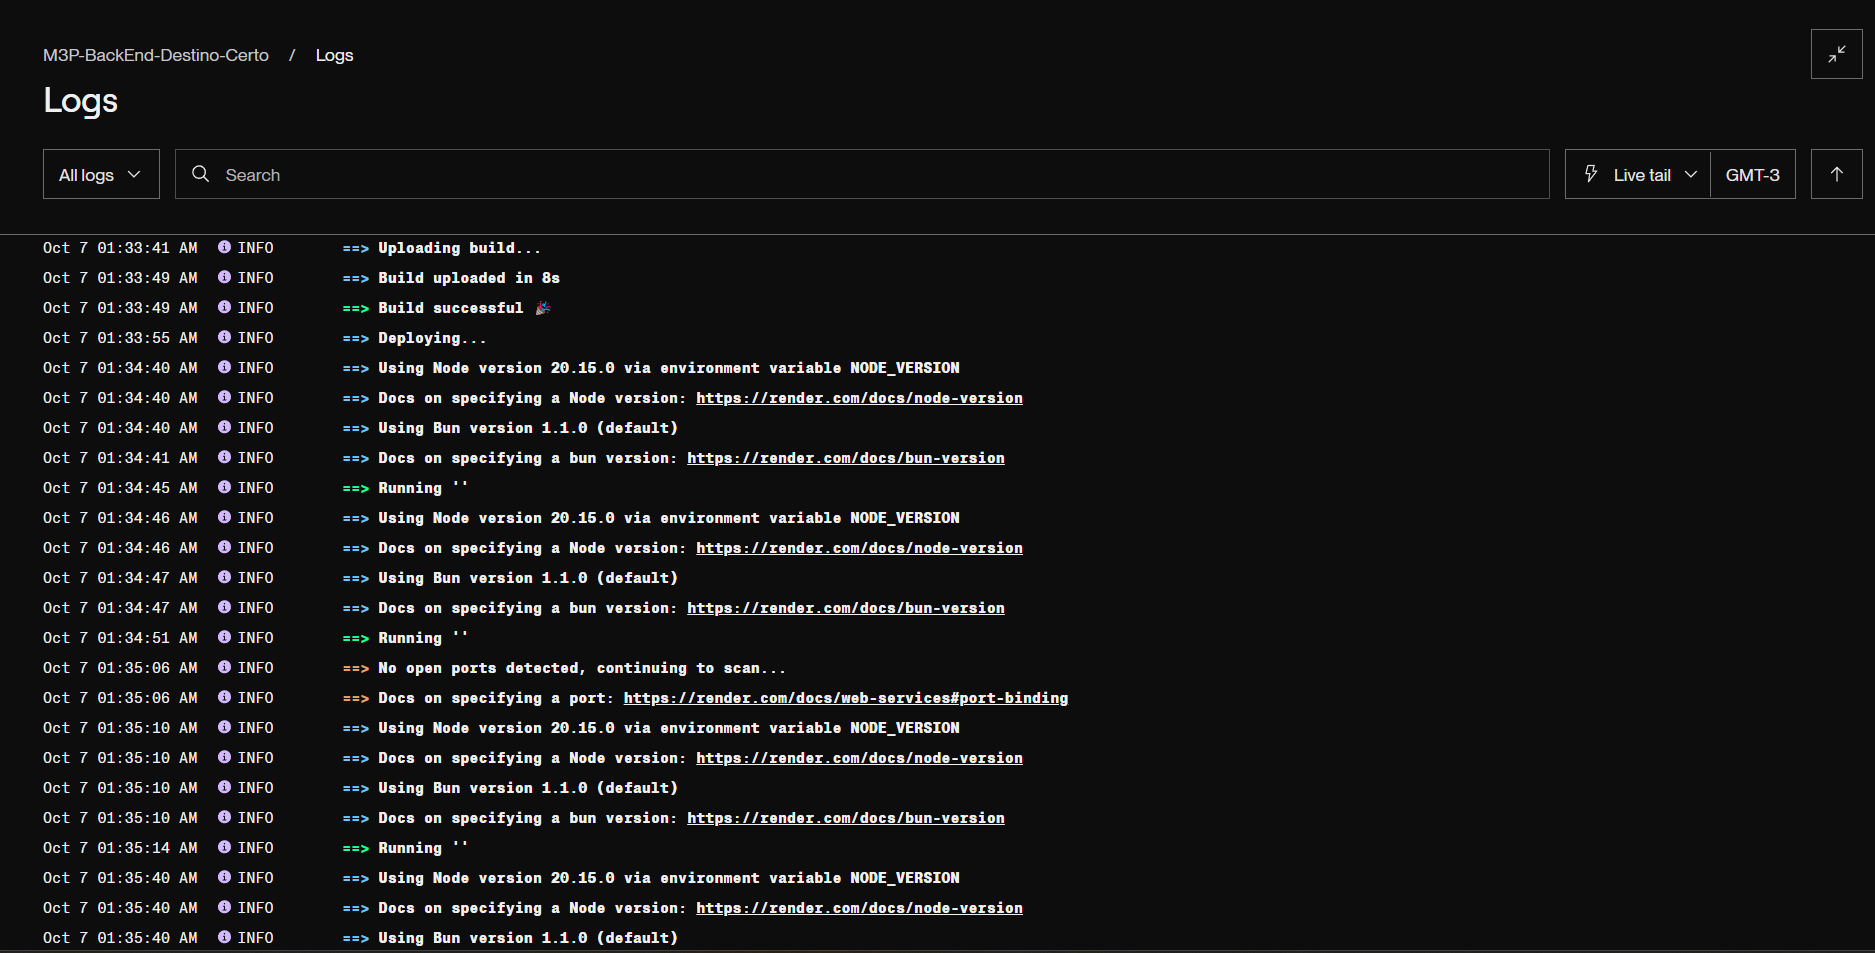 M3P-BackEnd-Destino-Certo / Logs
Logs
All logs Search Live tail GMT-3
Oct 7 01:33:41 AM INFO ==> Uploading build...
Oct 7 01:33:49 AM INFO ==> Build uploaded in 8s
Oct 7 01:33:49 AM INFO ==> Build successful 🎉
Oct 7 01:33:55 AM INFO ==> Deploying...
Oct 7 01:34:40 AM INFO ==> Using Node version 20.15.0 via environment variable NODE_VERSION
Oct 7 01:34:40 AM INFO ==> Docs on specifying a Node version: https://render.com/docs/node-version
Oct 7 01:34:40 AM INFO ==> Using Bun version 1.1.0 (default)
Oct 7 01:34:41 AM INFO ==> Docs on specifying a bun version: https://render.com/docs/bun-version
Oct 7 01:34:45 AM INFO ==> Running ''
Oct 7 01:34:46 AM INFO ==> Using Node version 20.15.0 via environment variable NODE_VERSION
Oct 7 01:34:46 AM INFO ==> Docs on specifying a Node version: https://render.com/docs/node-version
Oct 7 01:34:47 AM INFO ==> Using Bun version 1.1.0 (default)
Oct 7 01:34:47 AM INFO ==> Docs on specifying a bun version: https://render.com/docs/bun-version
Oct 7 01:34:51 AM INFO ==> Running ''
Oct 7 01:35:06 AM INFO ==> No open ports detected, continuing to scan...
Oct 7 01:35:06 AM INFO ==> Docs on specifying a port: https://render.com/docs/web-services#port-binding
Oct 7 01:35:10 AM INFO ==> Using Node version 20.15.0 via environment variable NODE_VERSION
Oct 7 01:35:10 AM INFO ==> Docs on specifying a Node version: https://render.com/docs/node-version
Oct 7 01:35:10 AM INFO ==> Using Bun version 1.1.0 (default)
Oct 7 01:35:10 AM INFO ==> Docs on specifying a bun version: https://render.com/docs/bun-version
Oct 7 01:35:14 AM INFO ==> Running ''
Oct 7 01:35:40 AM INFO ==> Using Node version 20.15.0 via environment variable NODE_VERSION
Oct 7 01:35:40 AM INFO ==> Docs on specifying a Node version: https://render.com/docs/node-version
Oct 7 01:35:40 AM INFO ==> Using Bun version 1.1.0 (default)